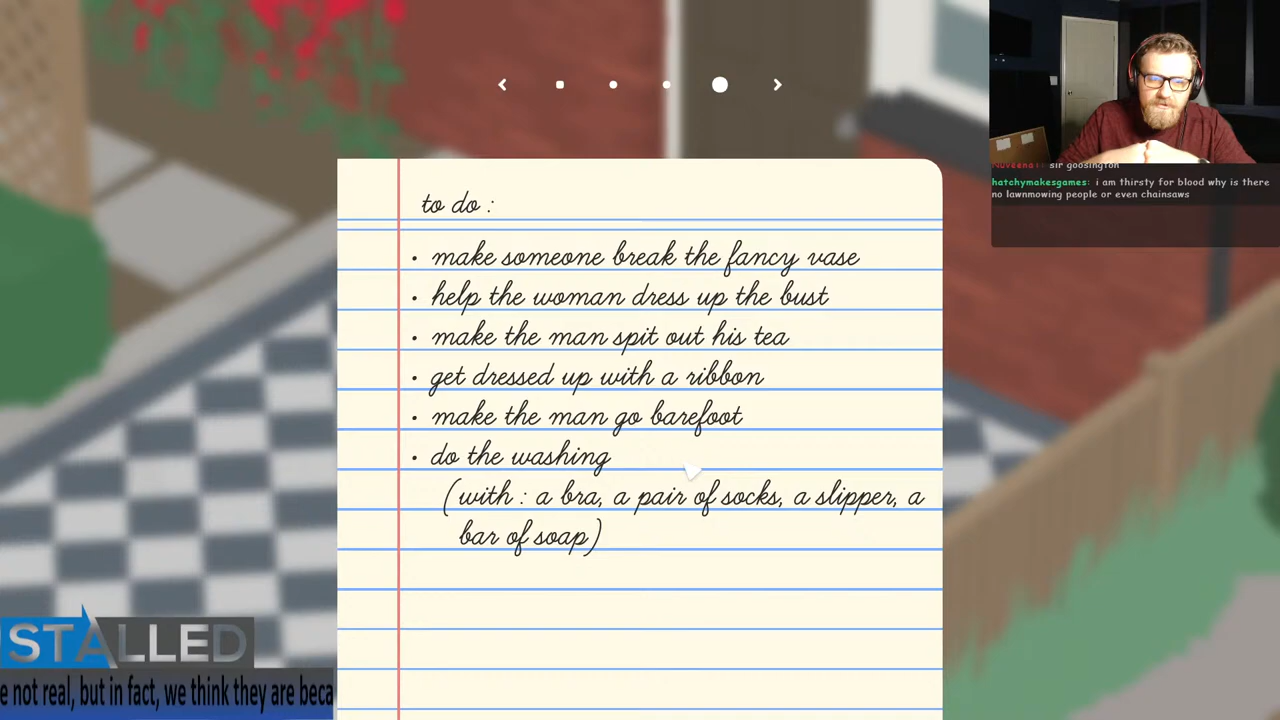 Nuveena: sir goosington
hatchymakesgames: i am thirsty for blood why is there
no lawnmowing people or even chainsaws
to do :
• make someone break the fancy vase
• help the woman dress up the bust
• make the man spit out his tea
• get dressed up with a ribbon
• make the man go barefoot
• do the washing
(with : a bra, a pair of socks, a slipper, a
bar of soap)
STALLED
e not real, but in fact, we think they are beca